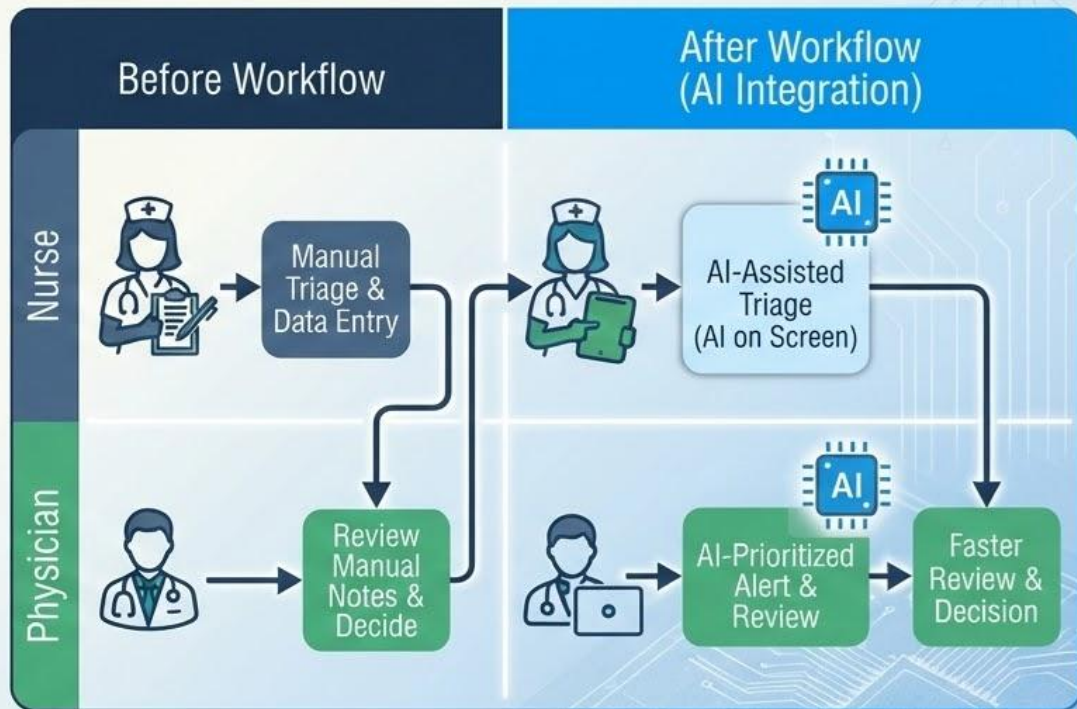 Before Workflow
After Workflow
(AI Integration)
Nurse
Manual
Triage &
Data Entry
AI
AI-Assisted
Triage
(AI on Screen)
Physician
Review
Manual
Notes &
Decide
AI
AI-Prioritized
Alert &
Review
Faster
Review &
Decision